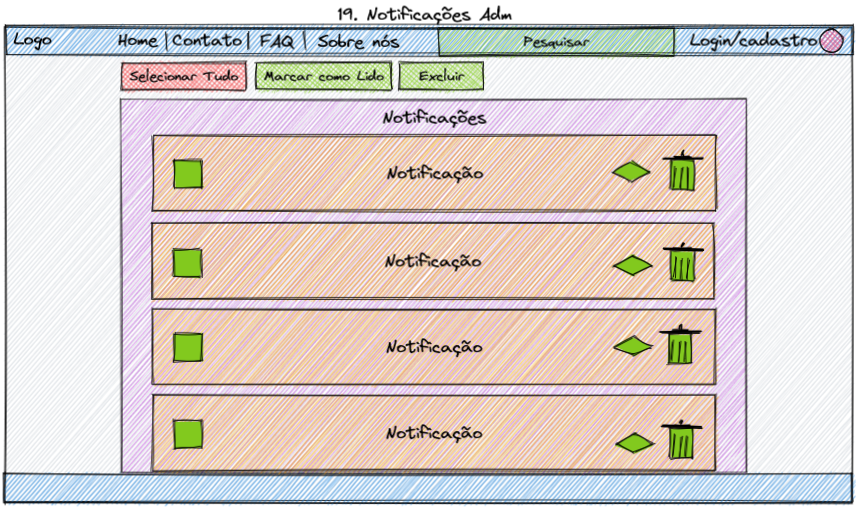 19. Notificações Adm
Logo Home Contato FAQ Sobre nós Pesquisar Login/cadastro
Selecionar Tudo Marcar como Lido Excluir
Notificações
Notificação
Notificação
Notificação
Notificação